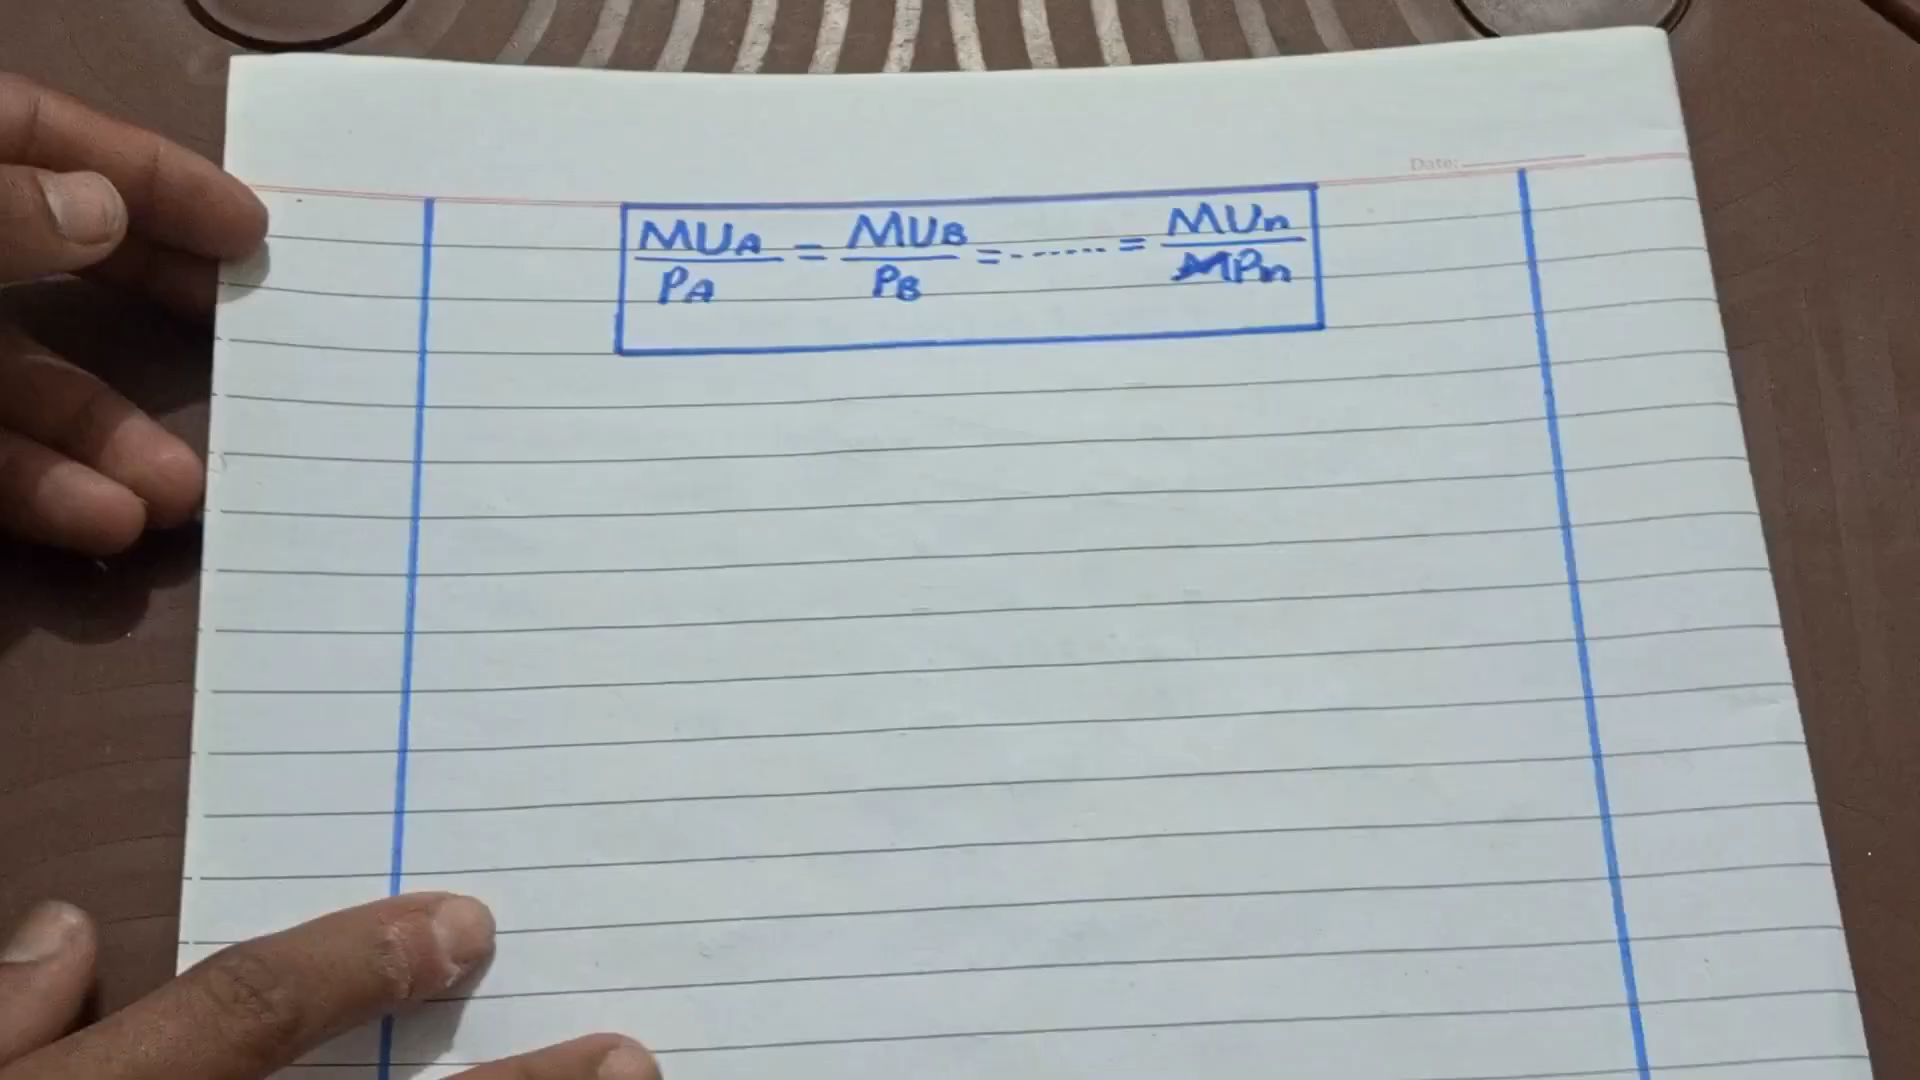 Date:
MUA/PA = MUB/PB = ...... = MUn/Pn